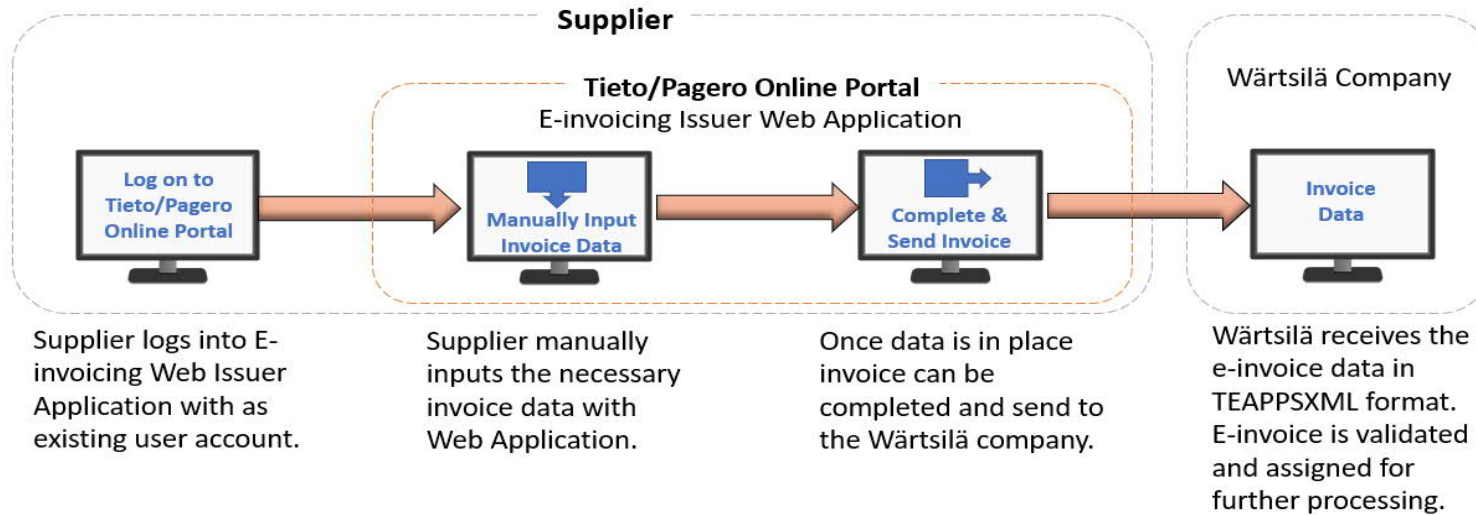 Supplier
Tieto/Pagero Online Portal
E-invoicing Issuer Web Application
Wärtsilä Company
Log on to
Tieto/Pagero
Online Portal
Manually Input
Invoice Data
Complete &
Send Invoice
Invoice
Data
Supplier logs into E-
invoicing Web Issuer
Application with as
existing user account.
Supplier manually
inputs the necessary
invoice data with
Web Application.
Once data is in place
invoice can be
completed and send to
the Wärtsilä company.
Wärtsilä receives the
e-invoice data in
TEAPPSXML format.
E-invoice is validated
and assigned for
further processing.